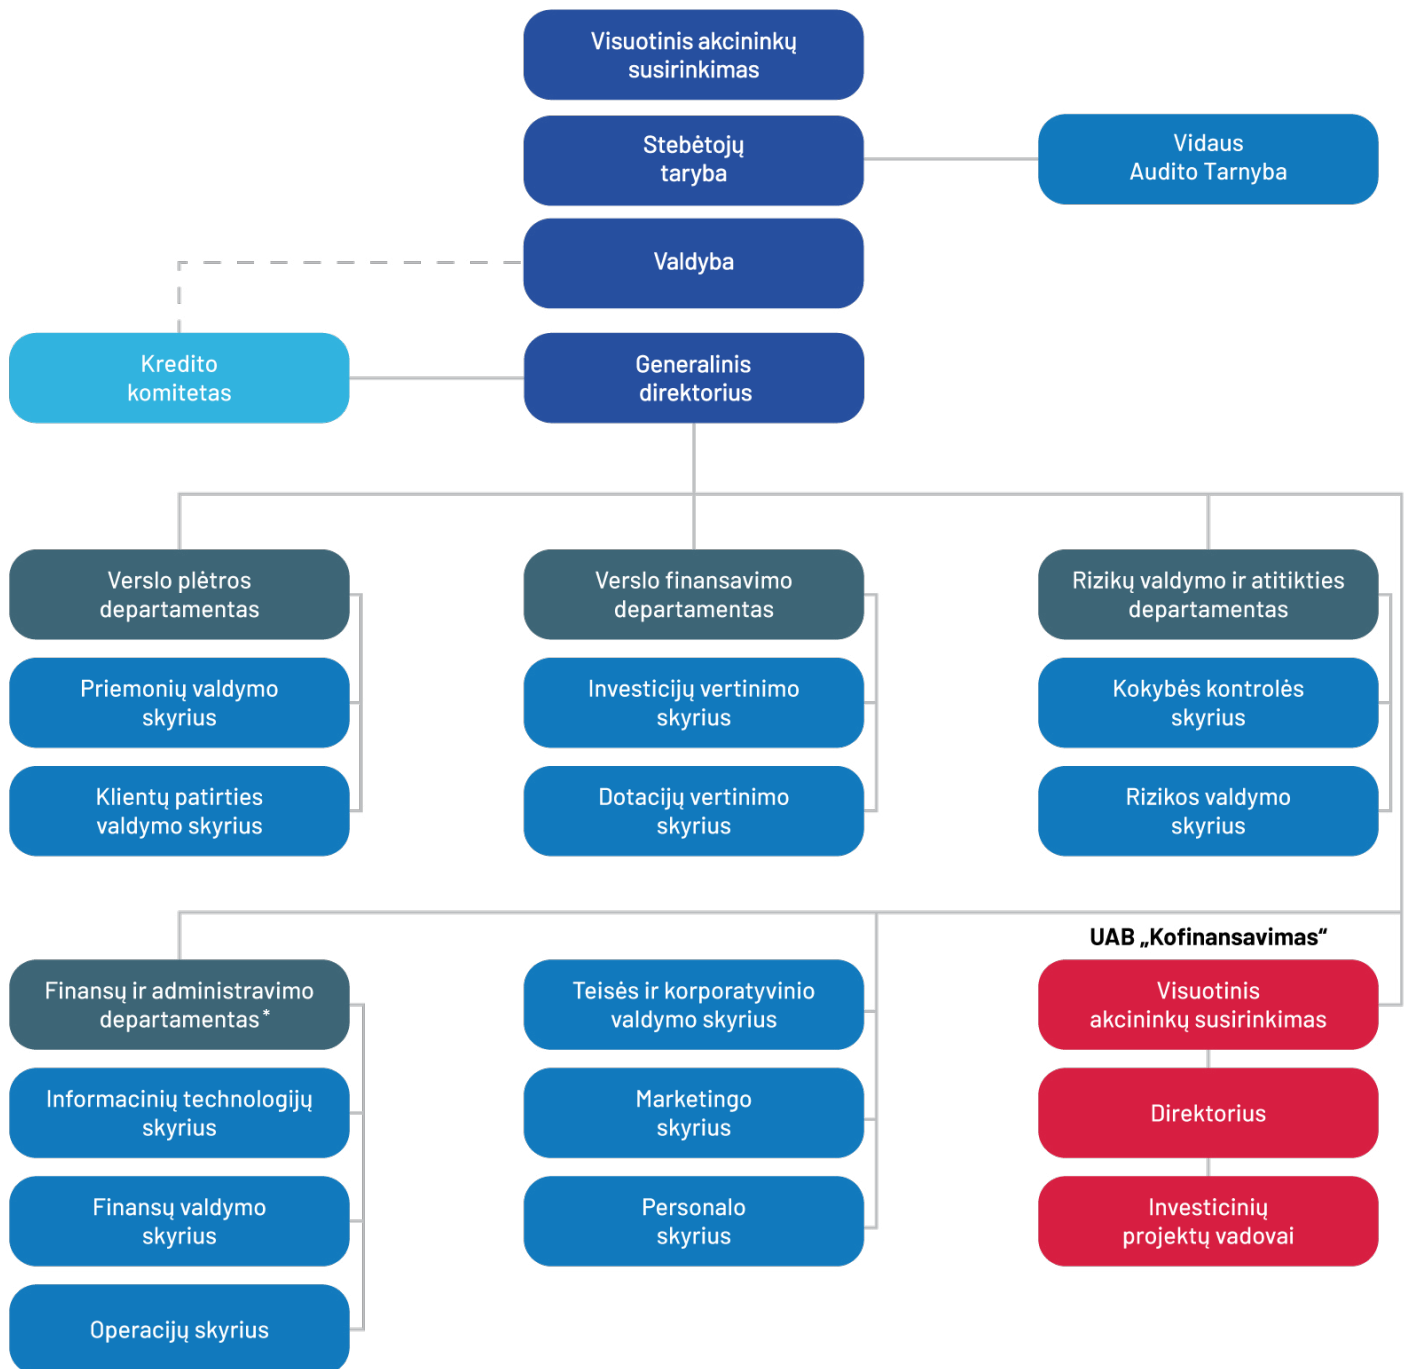 Visuotinis akcininkų
susirinkimas
Stebėtojų
taryba
Vidaus
Audito Tarnyba
Valdyba
Kredito
komitetas
Generalinis
direktorius
Verslo plėtros
departamentas
Verslo finansavimo
departamentas
Rizikų valdymo ir atitikties
departamentas
Priemonių valdymo
skyrius
Investicijų vertinimo
skyrius
Kokybės kontrolės
skyrius
Klientų patirties
valdymo skyrius
Dotacijų vertinimo
skyrius
Rizikos valdymo
skyrius
UAB „Kofinansavimas“
Finansų ir administravimo
departamentas*
Teisės ir korporatyvinio
valdymo skyrius
Visuotinis
akcininkų susirinkimas
Informacinių technologijų
skyrius
Marketingo
skyrius
Direktorius
Finansų valdymo
skyrius
Personalo
skyrius
Investicinių
projektų vadovai
Operacijų skyrius